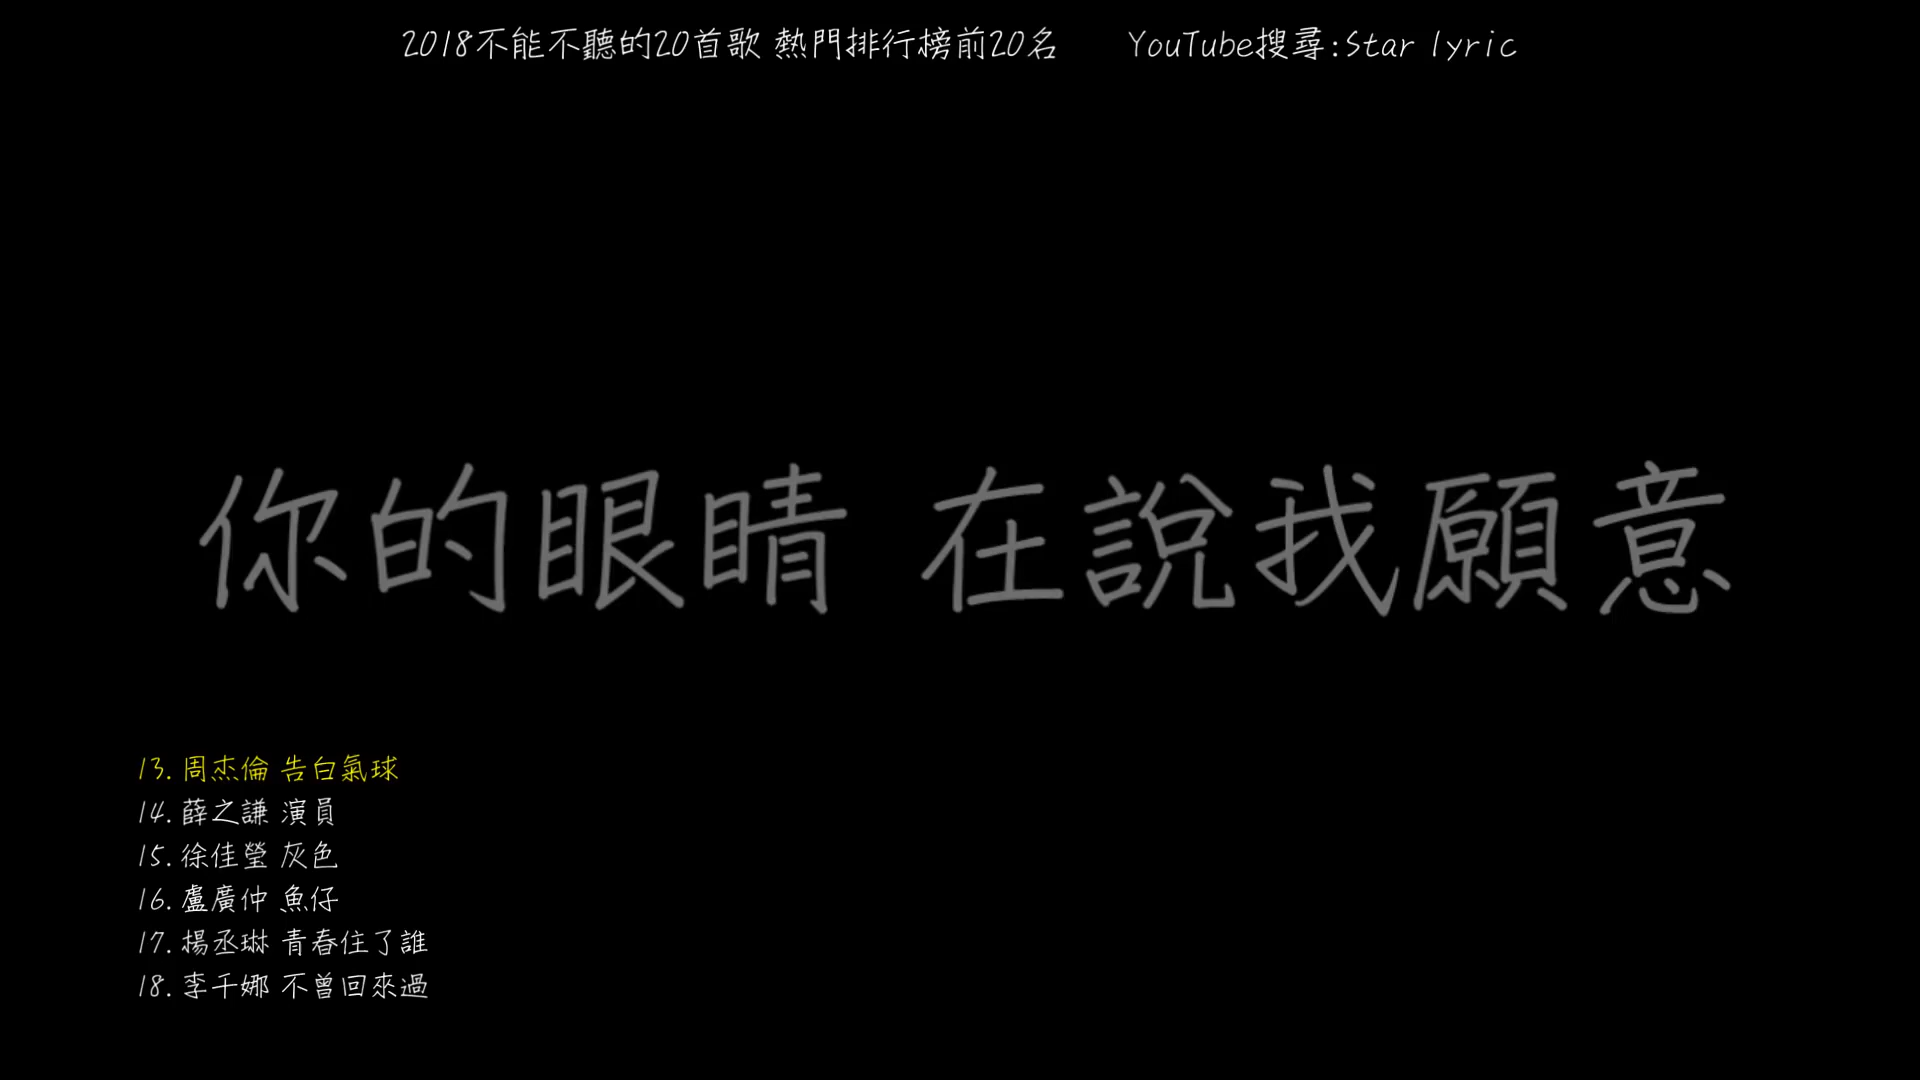 2018不能不聽的20首歌 熱門排行榜前20名 YouTube搜尋:Star lyric
你的眼睛 在說我願意
13. 周杰倫 告白氣球
14. 薛之謙 演員
15. 徐佳瑩 灰色
16. 盧廣仲 魚仔
17. 楊丞琳 青春住了誰
18. 李千娜 不曾回來過